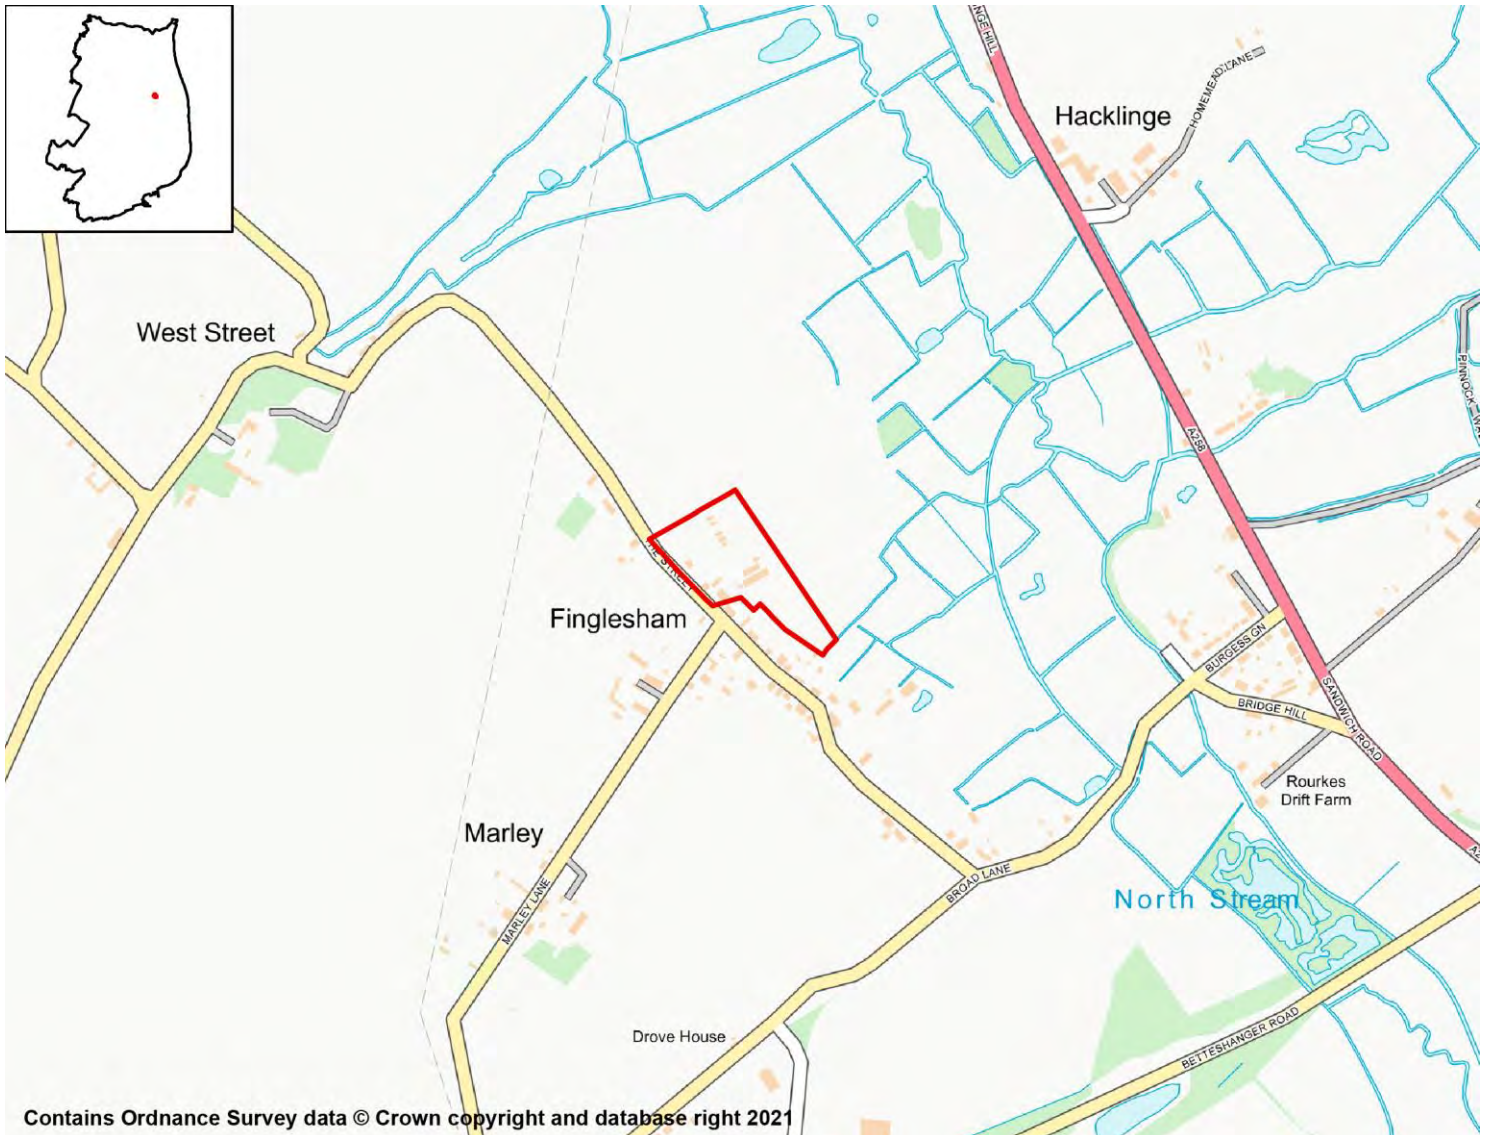 Hacklinge
HOMEMEAD LANE
West Street
PINNOCK
A258
THE STREET
Finglesham
BURGESS GN
BRIDGE HILL
SANDWICH ROAD
Rourkes
Drift Farm
Marley
MARLEY LANE
BROAD LANE
North Stream
Drove House
BETTESHANGER ROAD
Contains Ordnance Survey data © Crown copyright and database right 2021